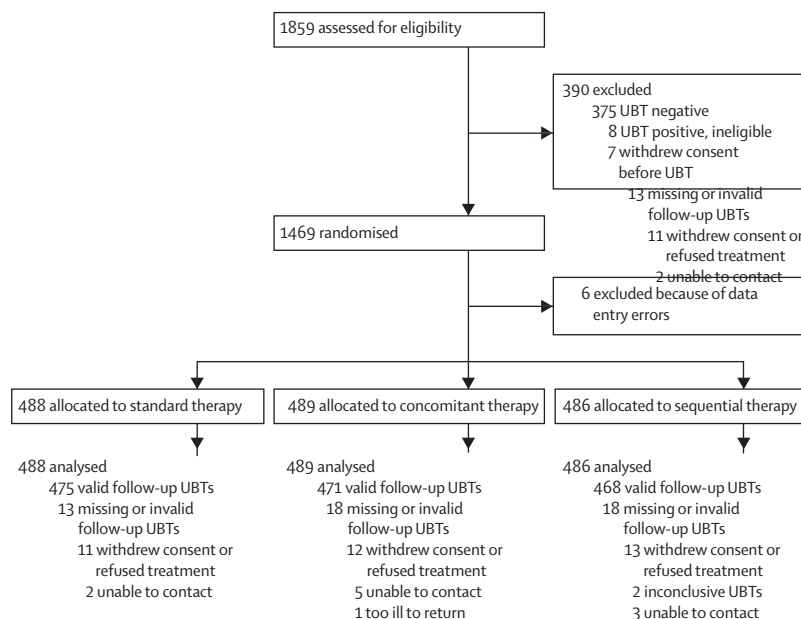 1859 assessed for eligibility
390 excluded
375 UBT negative
8 UBT positive, ineligible
7 withdrew consent
before UBT
13 missing or invalid
follow-up UBTs
11 withdrew consent or
refused treatment
2 unable to contact
1469 randomised
6 excluded because of data
entry errors
488 allocated to standard therapy
489 allocated to concomitant therapy
486 allocated to sequential therapy
488 analysed
475 valid follow-up UBTs
13 missing or invalid
follow-up UBTs
11 withdrew consent or
refused treatment
2 unable to contact
489 analysed
471 valid follow-up UBTs
18 missing or invalid
follow-up UBTs
12 withdrew consent or
refused treatment
5 unable to contact
1 too ill to return
486 analysed
468 valid follow-up UBTs
18 missing or invalid
follow-up UBTs
13 withdrew consent or
refused treatment
2 inconclusive UBTs
3 unable to contact